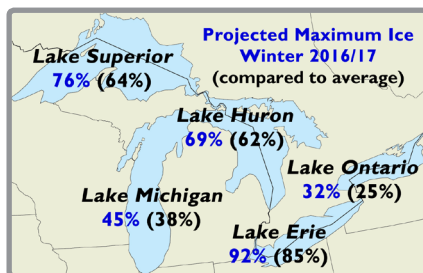 Projected Maximum Ice
Winter 2016/17
(compared to average)
Lake Superior
76% (64%)
Lake Huron
69% (62%)
Lake Ontario
32% (25%)
Lake Michigan
45% (38%)
Lake Erie
92% (85%)